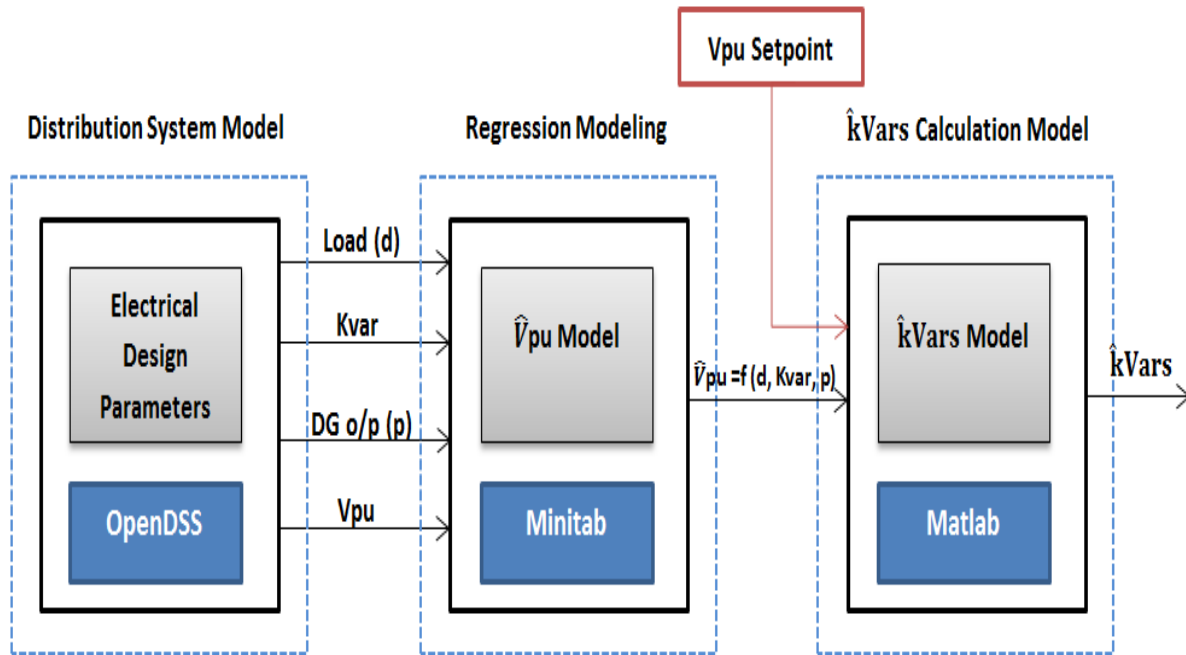 Vpu Setpoint
Distribution System Model
Regression Modeling
k̂Vars Calculation Model
Load (d)
Kvar
DG o/p (p)
Vpu
Electrical
Design
Parameters
OpenDSS
V̂pu Model
Minitab
V̂pu =f (d, Kvar, p)
k̂Vars Model
Matlab
k̂Vars